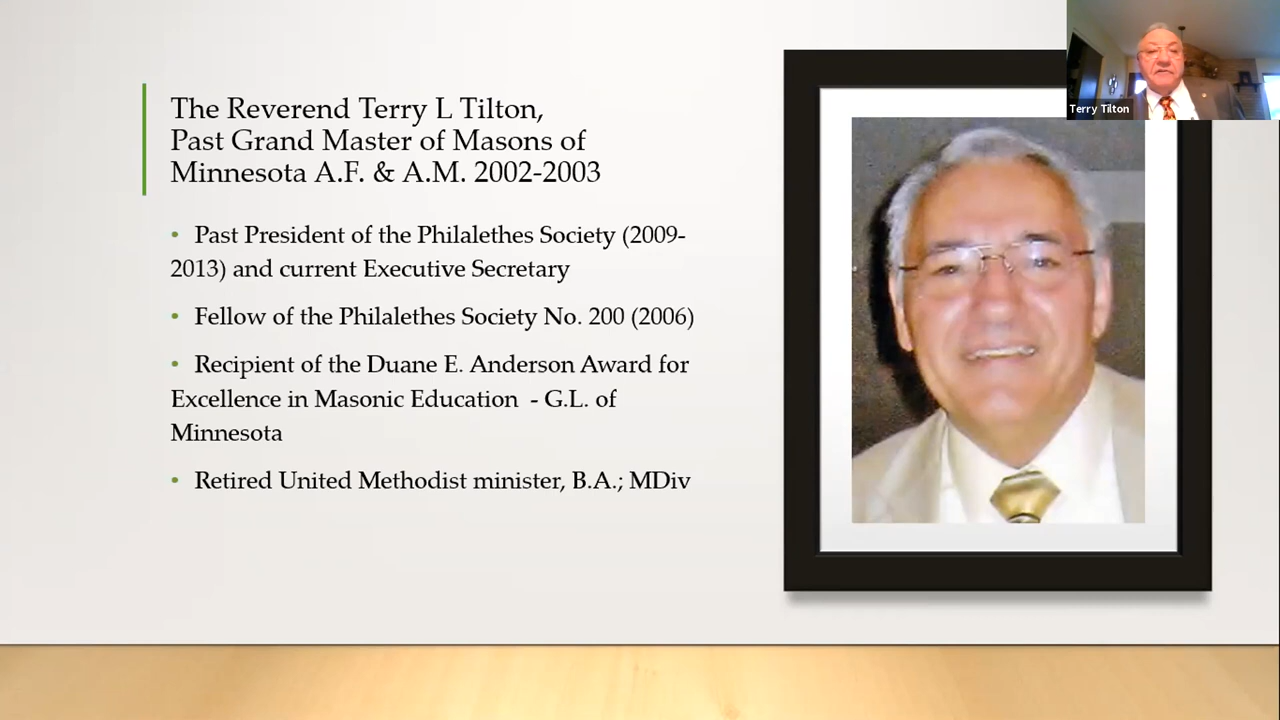 The Reverend Terry L Tilton,
Past Grand Master of Masons of
Minnesota A.F. & A.M. 2002-2003
• Past President of the Philalethes Society (2009-
2013) and current Executive Secretary
• Fellow of the Philalethes Society No. 200 (2006)
• Recipient of the Duane E. Anderson Award for
Excellence in Masonic Education - G.L. of
Minnesota
• Retired United Methodist minister, B.A.; MDiv
Terry Tilton